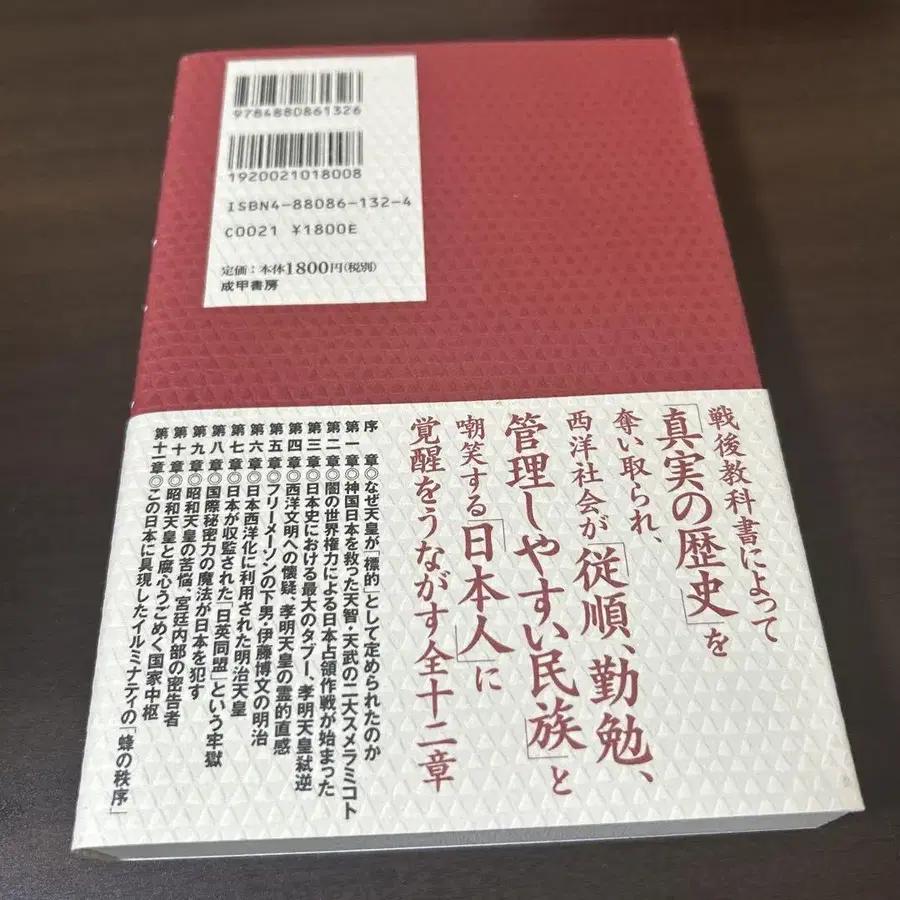 9784880861326
1920021018008
ISBN4-88086-132-4
C0021 ¥1800E
定価:本体1800円(税別)
成甲書房
戦後教科書によって
「真実の歴史」を
奪い取られ、
西洋社会が「従順、勤勉、
管理しやすい民族」と
嘲笑する「日本人」に
覚醒をうながす全十二章
序　章◎なぜ天皇が「標的」として定められたのか
第一章◎神国日本を救った天智・天武の二大スメラミコト
第二章◎闇の世界権力による日本占領作戦が始まった
第三章◎日本史における最大のタブー、孝明天皇弑逆
第四章◎西洋文明への懐疑、孝明天皇の霊的直感
第五章◎フリーメーソンの下男・伊藤博文の明治
第六章◎日本西洋化に利用された明治天皇
第七章◎日本が収監された「日英同盟」という牢獄
第八章◎国際秘密力の魔法が日本を犯す
第九章◎昭和天皇の苦悩、宮廷内部の密告者
第十章◎昭和天皇と腐心うごめく国家中枢
第十一章◎この日本に具現したイルミナティの「蜂の秩序」